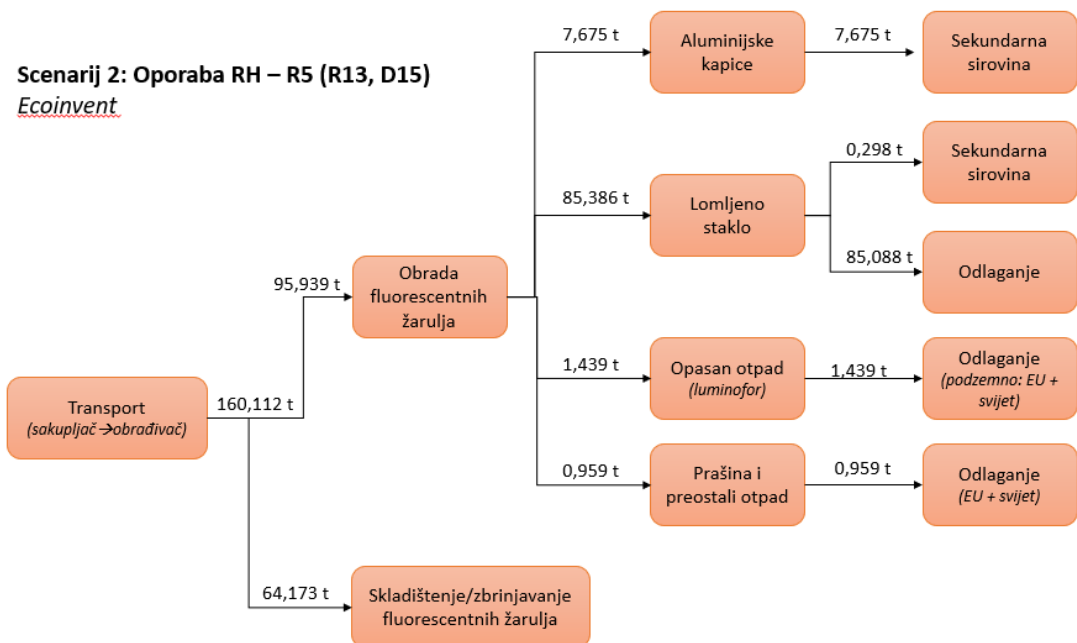 Scenarij 2: Oporaba RH – R5 (R13, D15)
Ecoinvent
7,675 t
Aluminijske
kapice
7,675 t
Sekundarna
sirovina
85,386 t
Lomljeno
staklo
0,298 t
Sekundarna
sirovina
85,088 t
Odlaganje
95,939 t
Obrada
fluorescentnih
žarulja
1,439 t
Opasan otpad
(luminofor)
1,439 t
Odlaganje
(podzemno: EU +
svijet)
Transport
(sakupljač →obrađivač)
160,112 t
0,959 t
Prašina i
preostali otpad
0,959 t
Odlaganje
(EU + svijet)
64,173 t
Skladištenje/zbrinjavanje
fluorescentnih žarulja